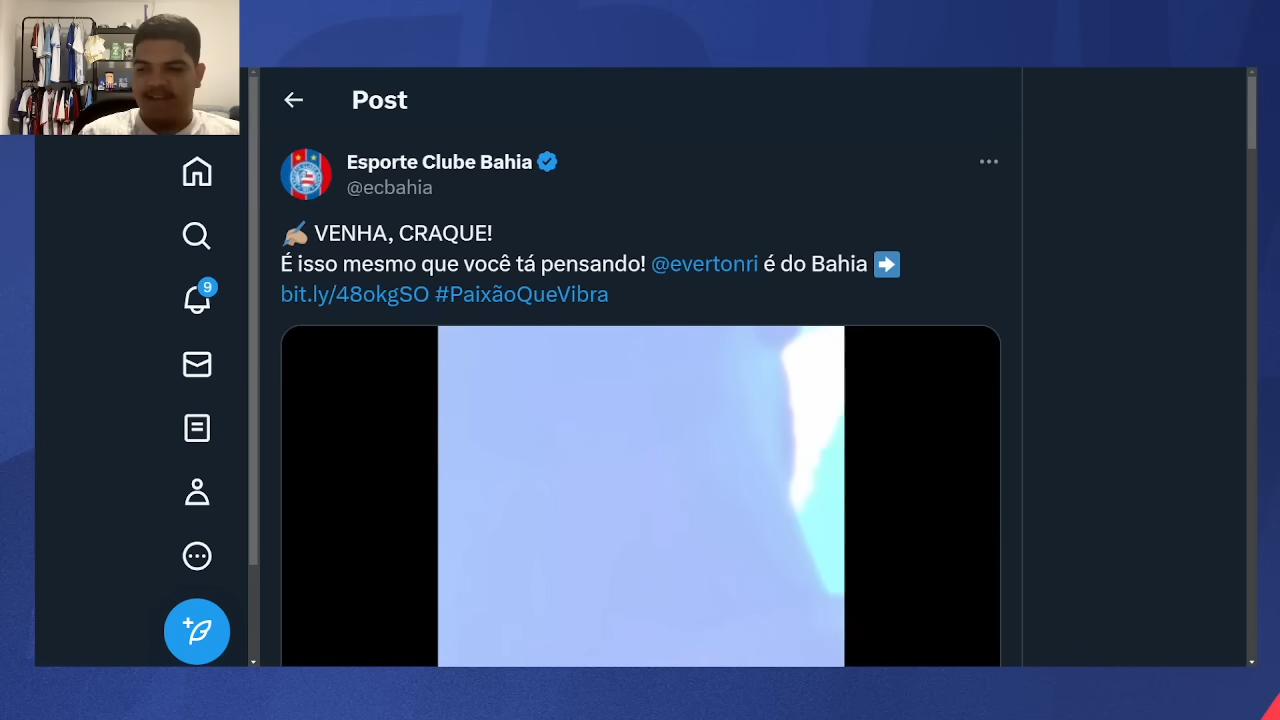 Post
Esporte Clube Bahia
@ecbahia
✍🏼 VENHA, CRAQUE!
É isso mesmo que você tá pensando! @evertonri é do Bahia ➡️
bit.ly/48okgSO #PaixãoQueVibra
9